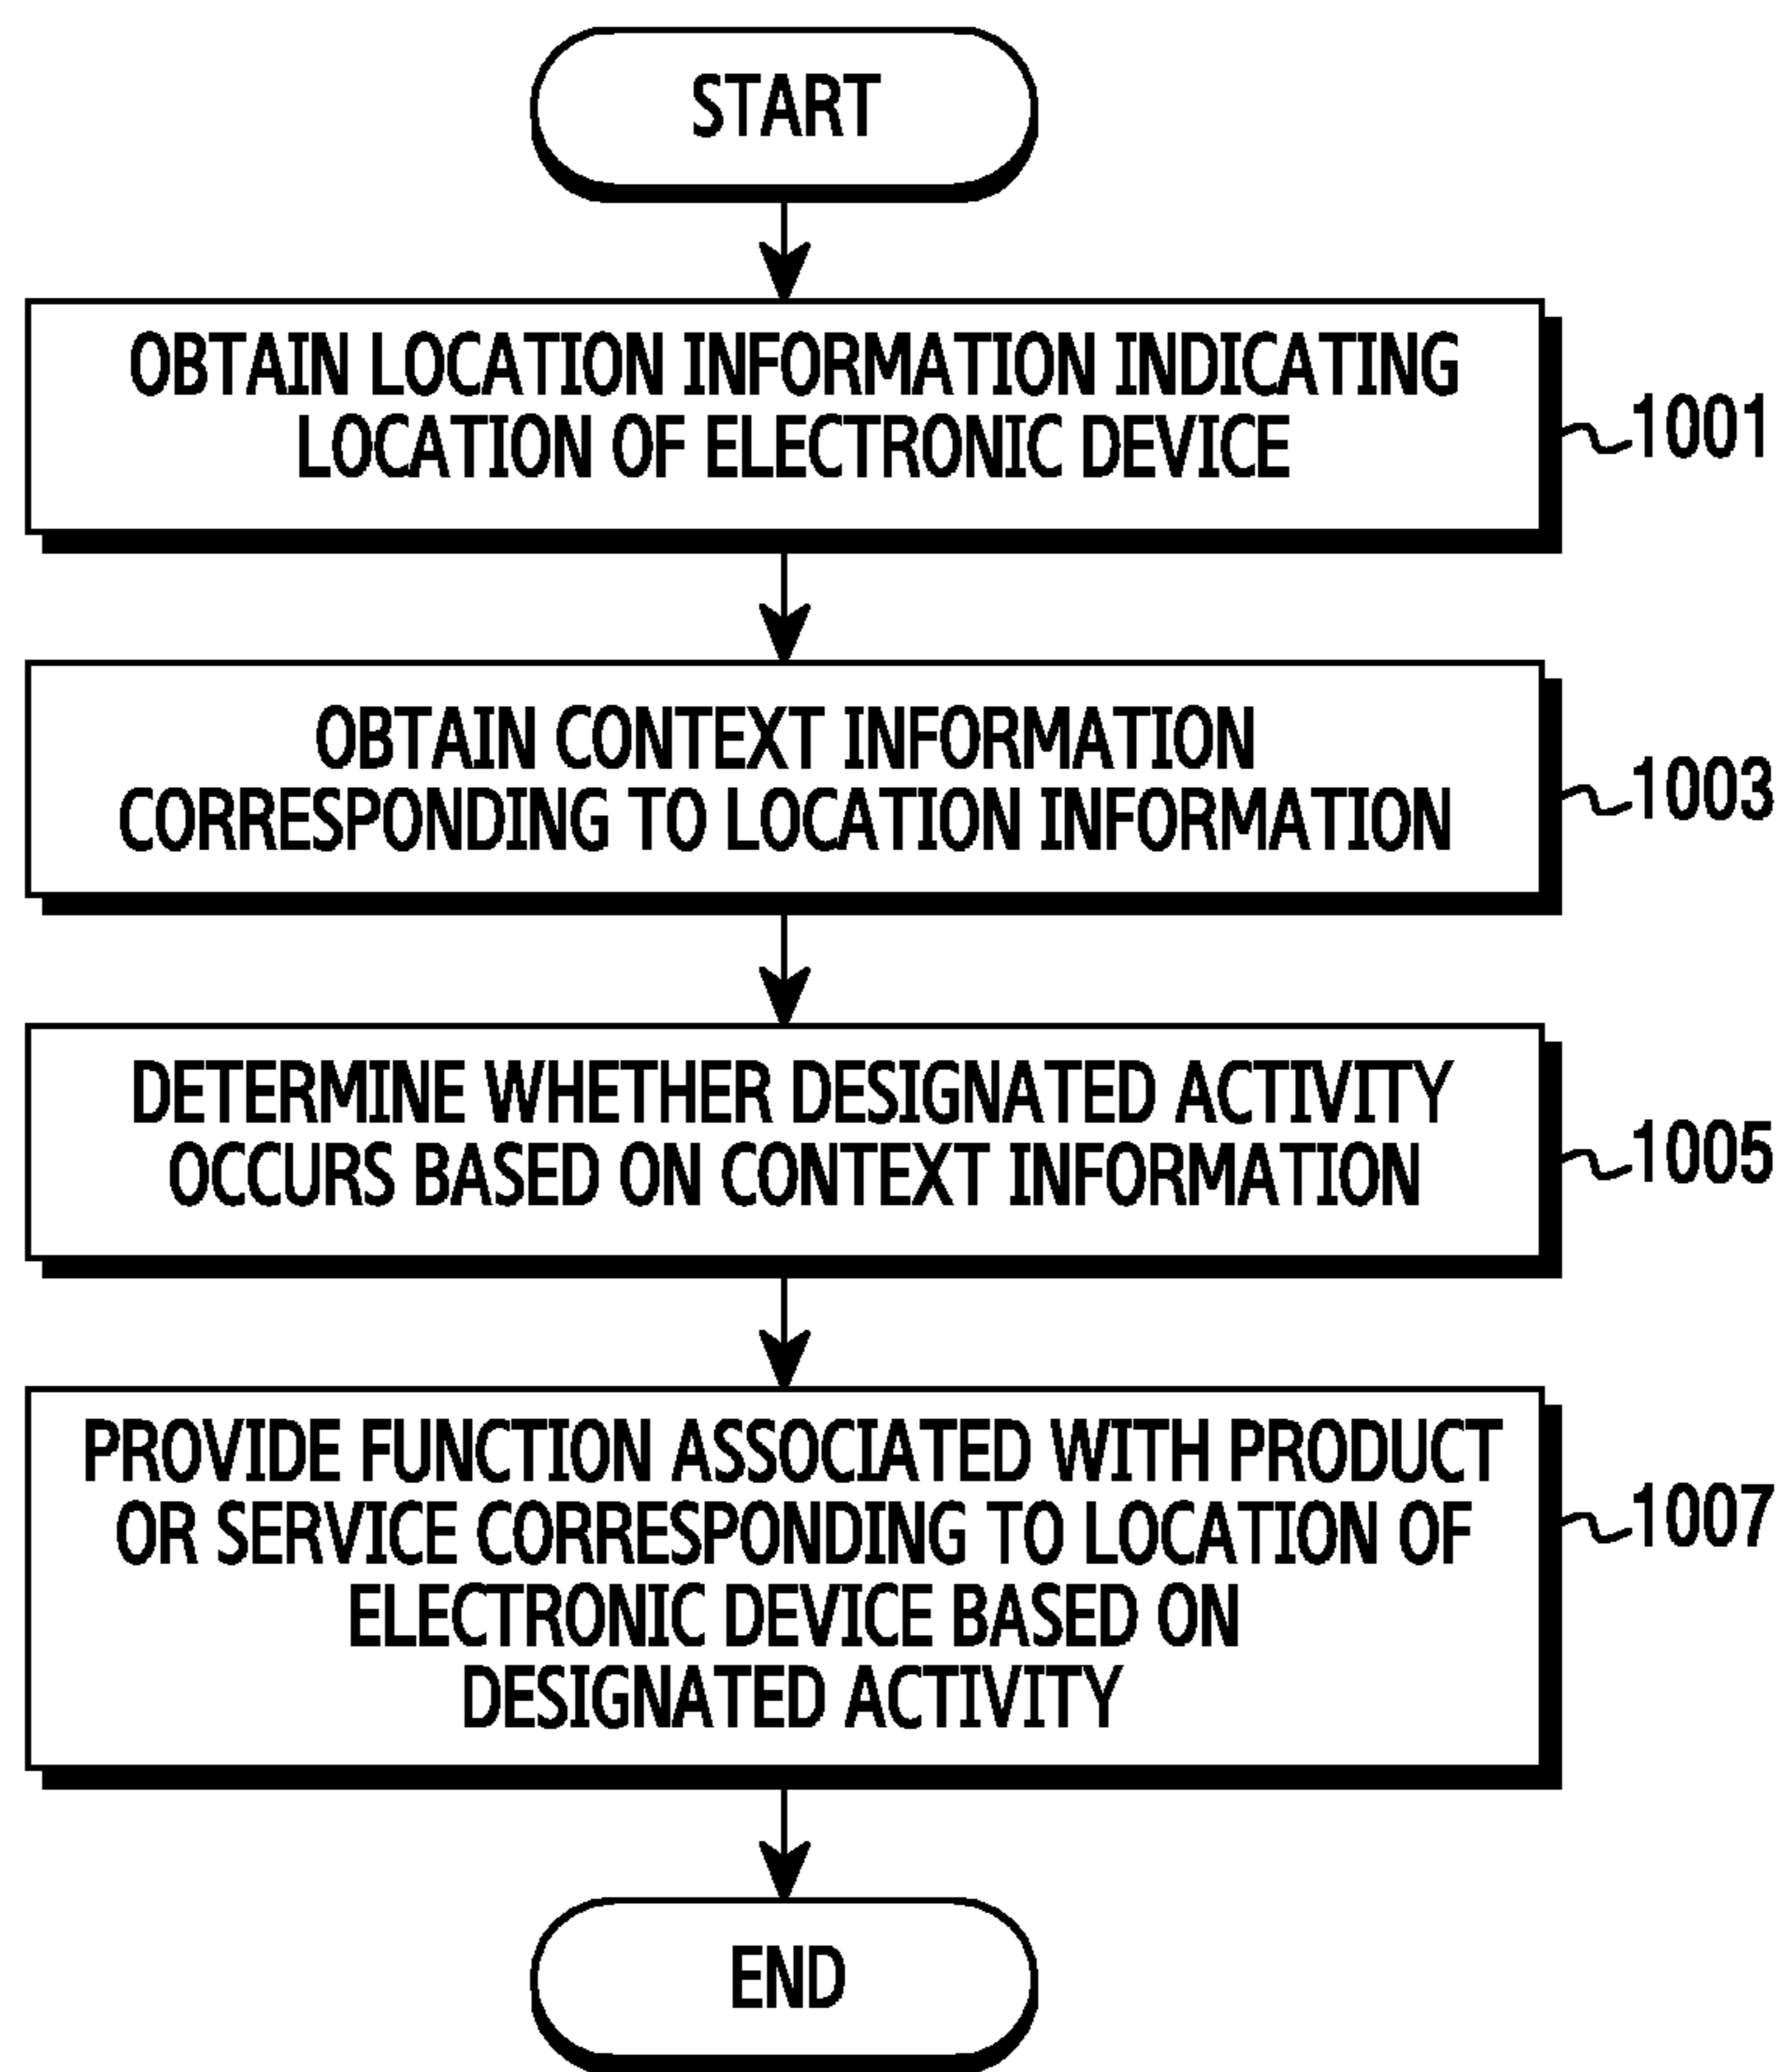 START
OBTAIN LOCATION INFORMATION INDICATING
LOCATION OF ELECTRONIC DEVICE
1001
OBTAIN CONTEXT INFORMATION
CORRESPONDING TO LOCATION INFORMATION
1003
DETERMINE WHETHER DESIGNATED ACTIVITY
OCCURS BASED ON CONTEXT INFORMATION
1005
PROVIDE FUNCTION ASSOCIATED WITH PRODUCT
OR SERVICE CORRESPONDING TO LOCATION OF
ELECTRONIC DEVICE BASED ON
DESIGNATED ACTIVITY
1007
END